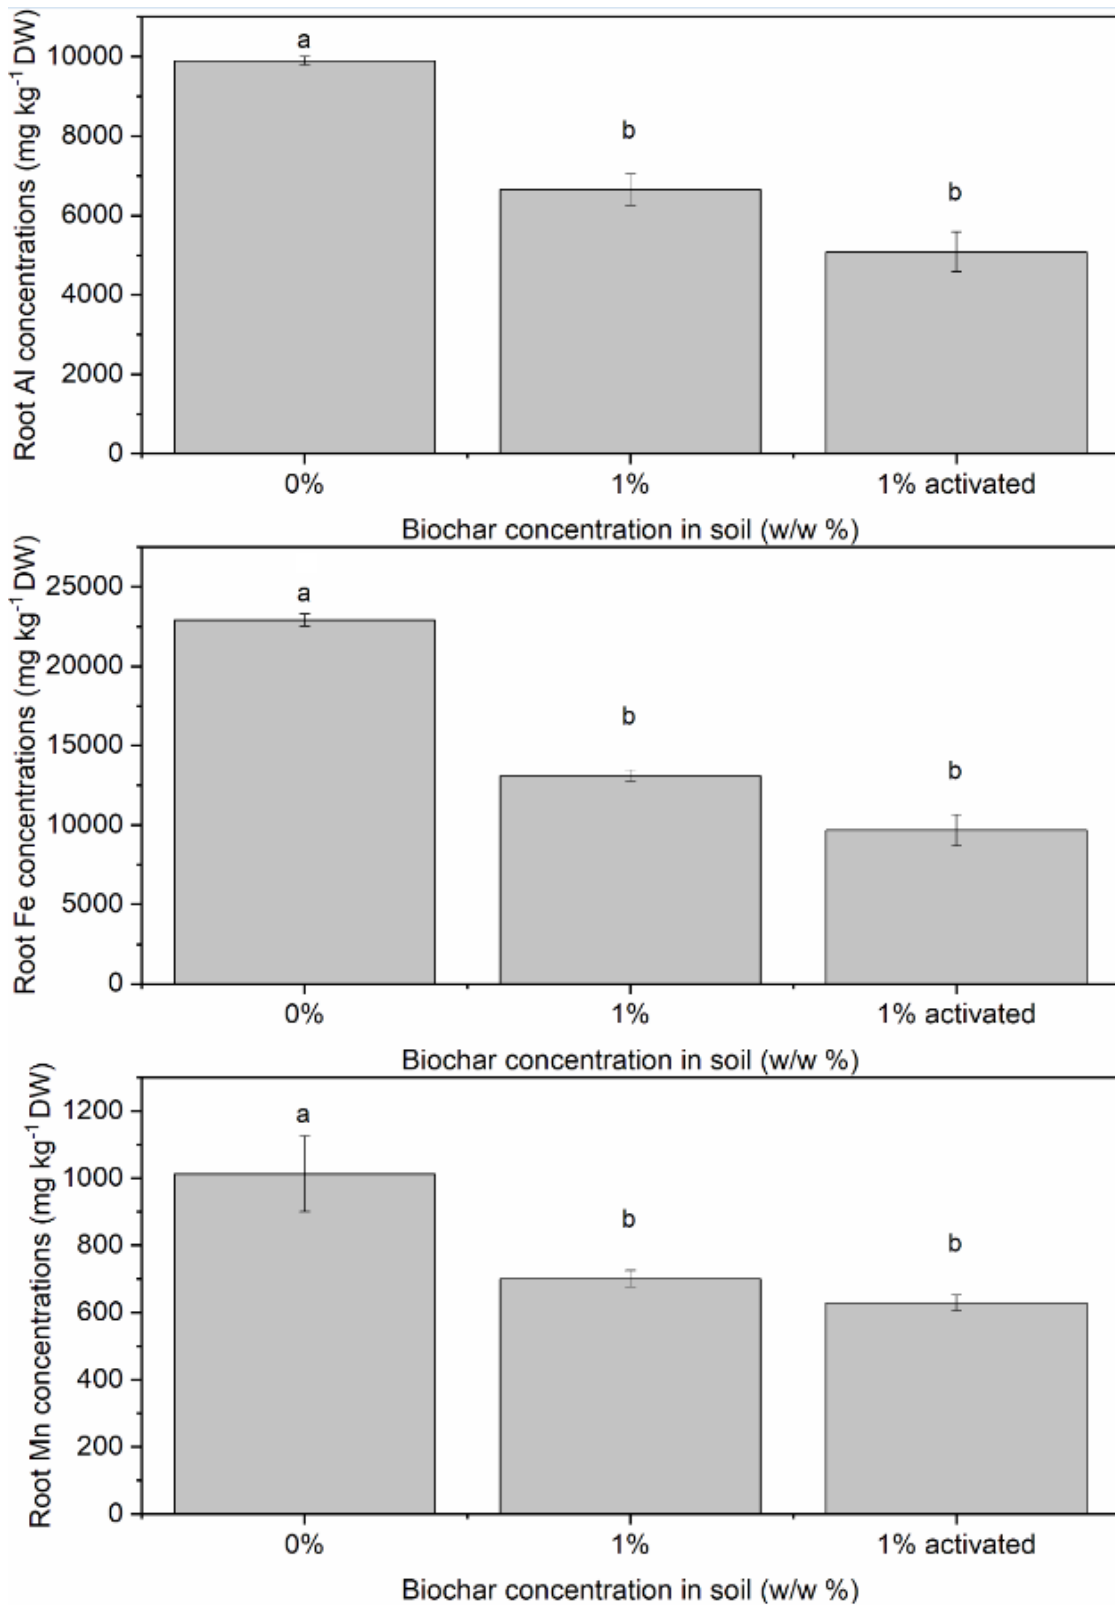 Root Al concentrations (mg kg⁻¹ DW)
10000
8000
6000
4000
2000
0
a
b
b
0%
1%
1% activated
Biochar concentration in soil (w/w %)
Root Fe concentrations (mg kg⁻¹ DW)
25000
20000
15000
10000
5000
0
a
b
b
0%
1%
1% activated
Biochar concentration in soil (w/w %)
Root Mn concentrations (mg kg⁻¹ DW)
1200
1000
800
600
400
200
0
a
b
b
0%
1%
1% activated
Biochar concentration in soil (w/w %)